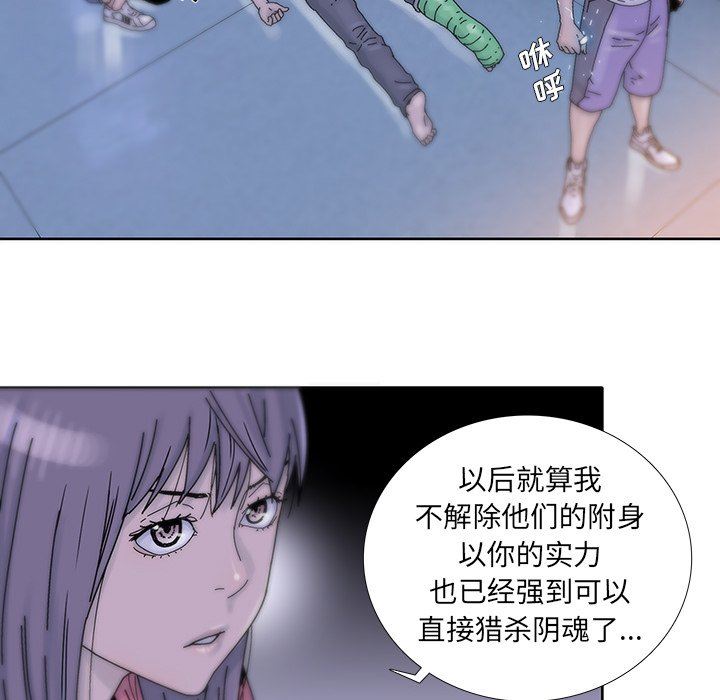 咻
呼
以后就算我
不解除他们的附身
以你的实力
也已经强到可以
直接猎杀阴魂了...